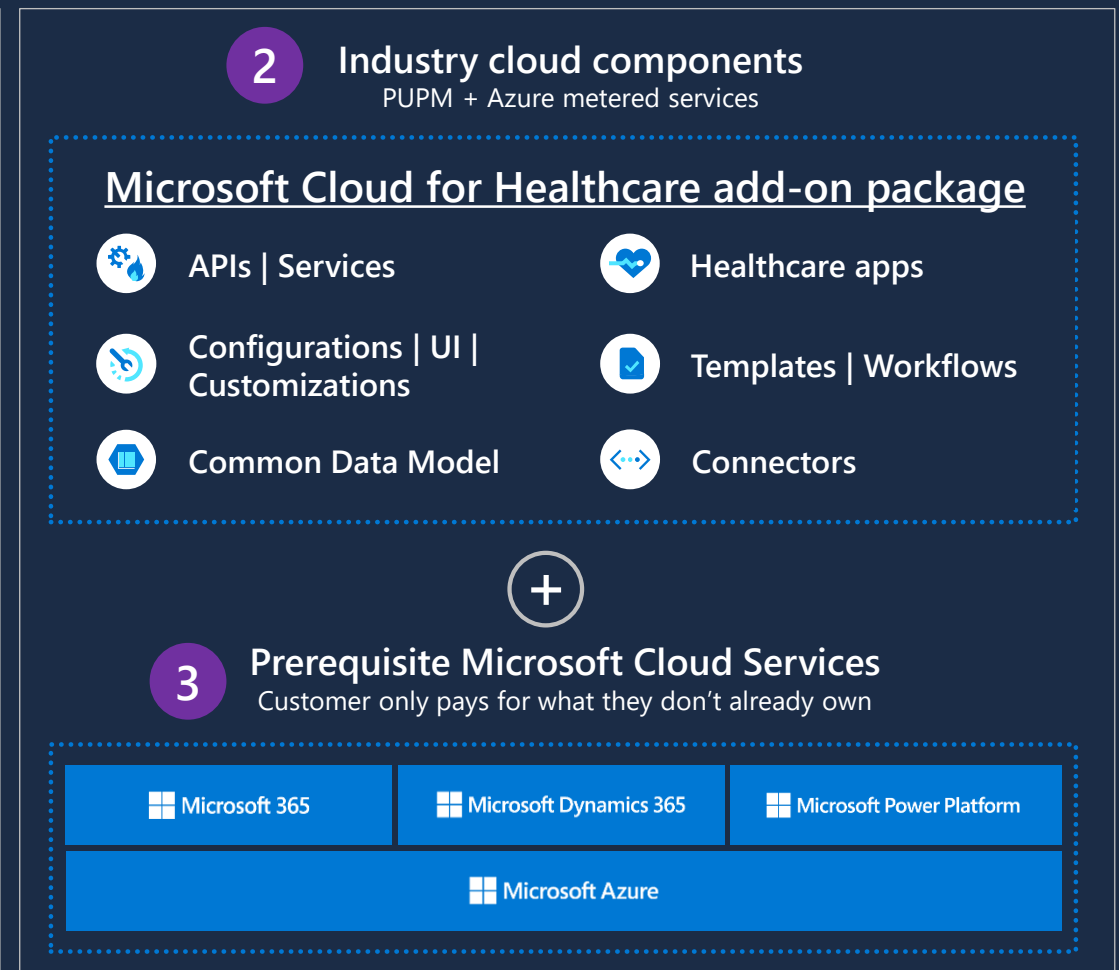 2
Industry cloud components
PUPM + Azure metered services
Microsoft Cloud for Healthcare add-on package
APIs | Services
Healthcare apps
Configurations | UI |
Customizations
Templates | Workflows
Common Data Model
Connectors
+
3
Prerequisite Microsoft Cloud Services
Customer only pays for what they don’t already own
Microsoft 365
Microsoft Dynamics 365
Microsoft Power Platform
Microsoft Azure